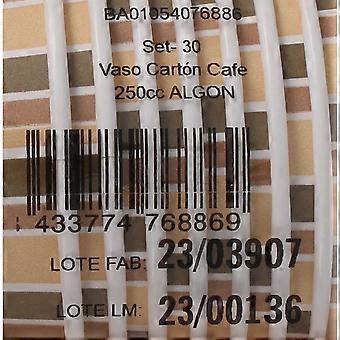 BA01054076886
Set- 30
Vaso Cartón Cafe
250cc ALGON
433774 768869
LOTE FAB: 23/03907
LOTE LM: 23/00136